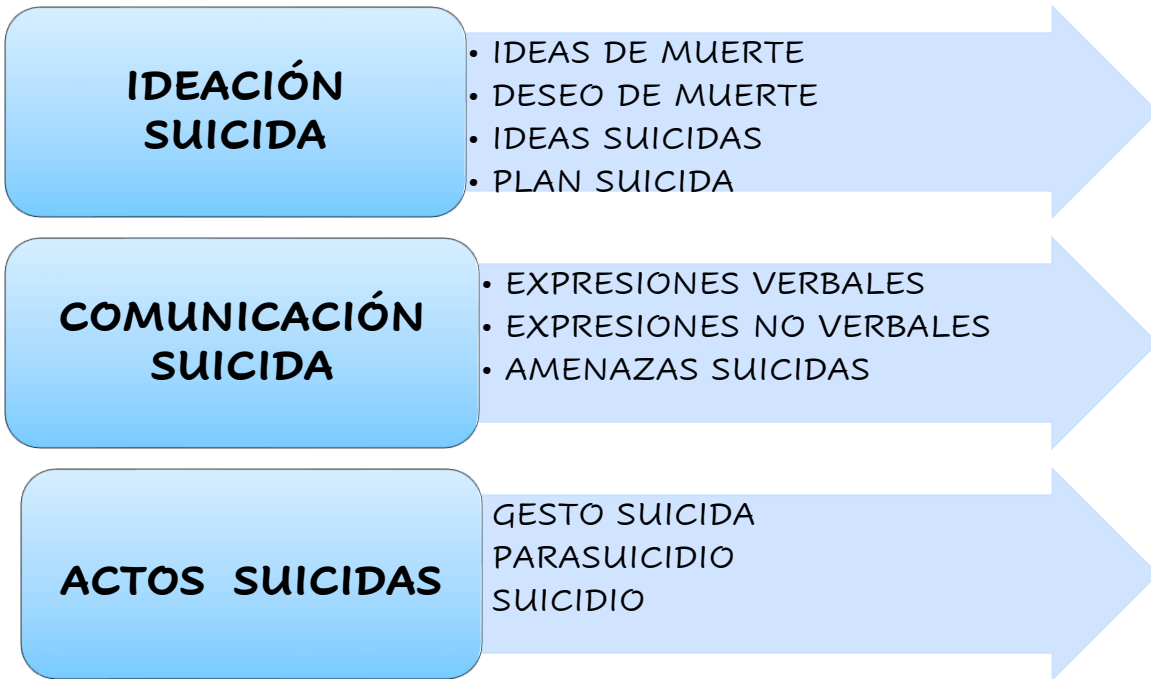 IDEACIÓN
SUICIDA
• IDEAS DE MUERTE
• DESEO DE MUERTE
• IDEAS SUICIDAS
• PLAN SUICIDA
COMUNICACIÓN
SUICIDA
• EXPRESIONES VERBALES
• EXPRESIONES NO VERBALES
• AMENAZAS SUICIDAS
ACTOS SUICIDAS
GESTO SUICIDA
PARASUICIDIO
SUICIDIO